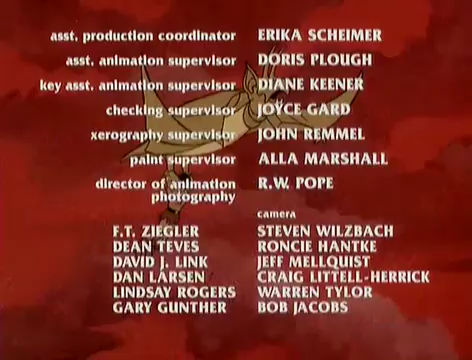 asst. production coordinator ERIKA SCHEIMER
asst. animation supervisor DORIS PLOUGH
key asst. animation supervisor DIANE KEENER
checking supervisor JOYCE GARD
xerography supervisor JOHN REMMEL
paint supervisor ALLA MARSHALL
director of animation R.W. POPE
photography
camera
F.T. ZIEGLER STEVEN WILZBACH
DEAN TEVES RONCIE HANTKE
DAVID J. LINK JEFF MELLQUIST
DAN LARSEN CRAIG LITTELL-HERRICK
LINDSAY ROGERS WARREN TYLOR
GARY GUNTHER BOB JACOBS